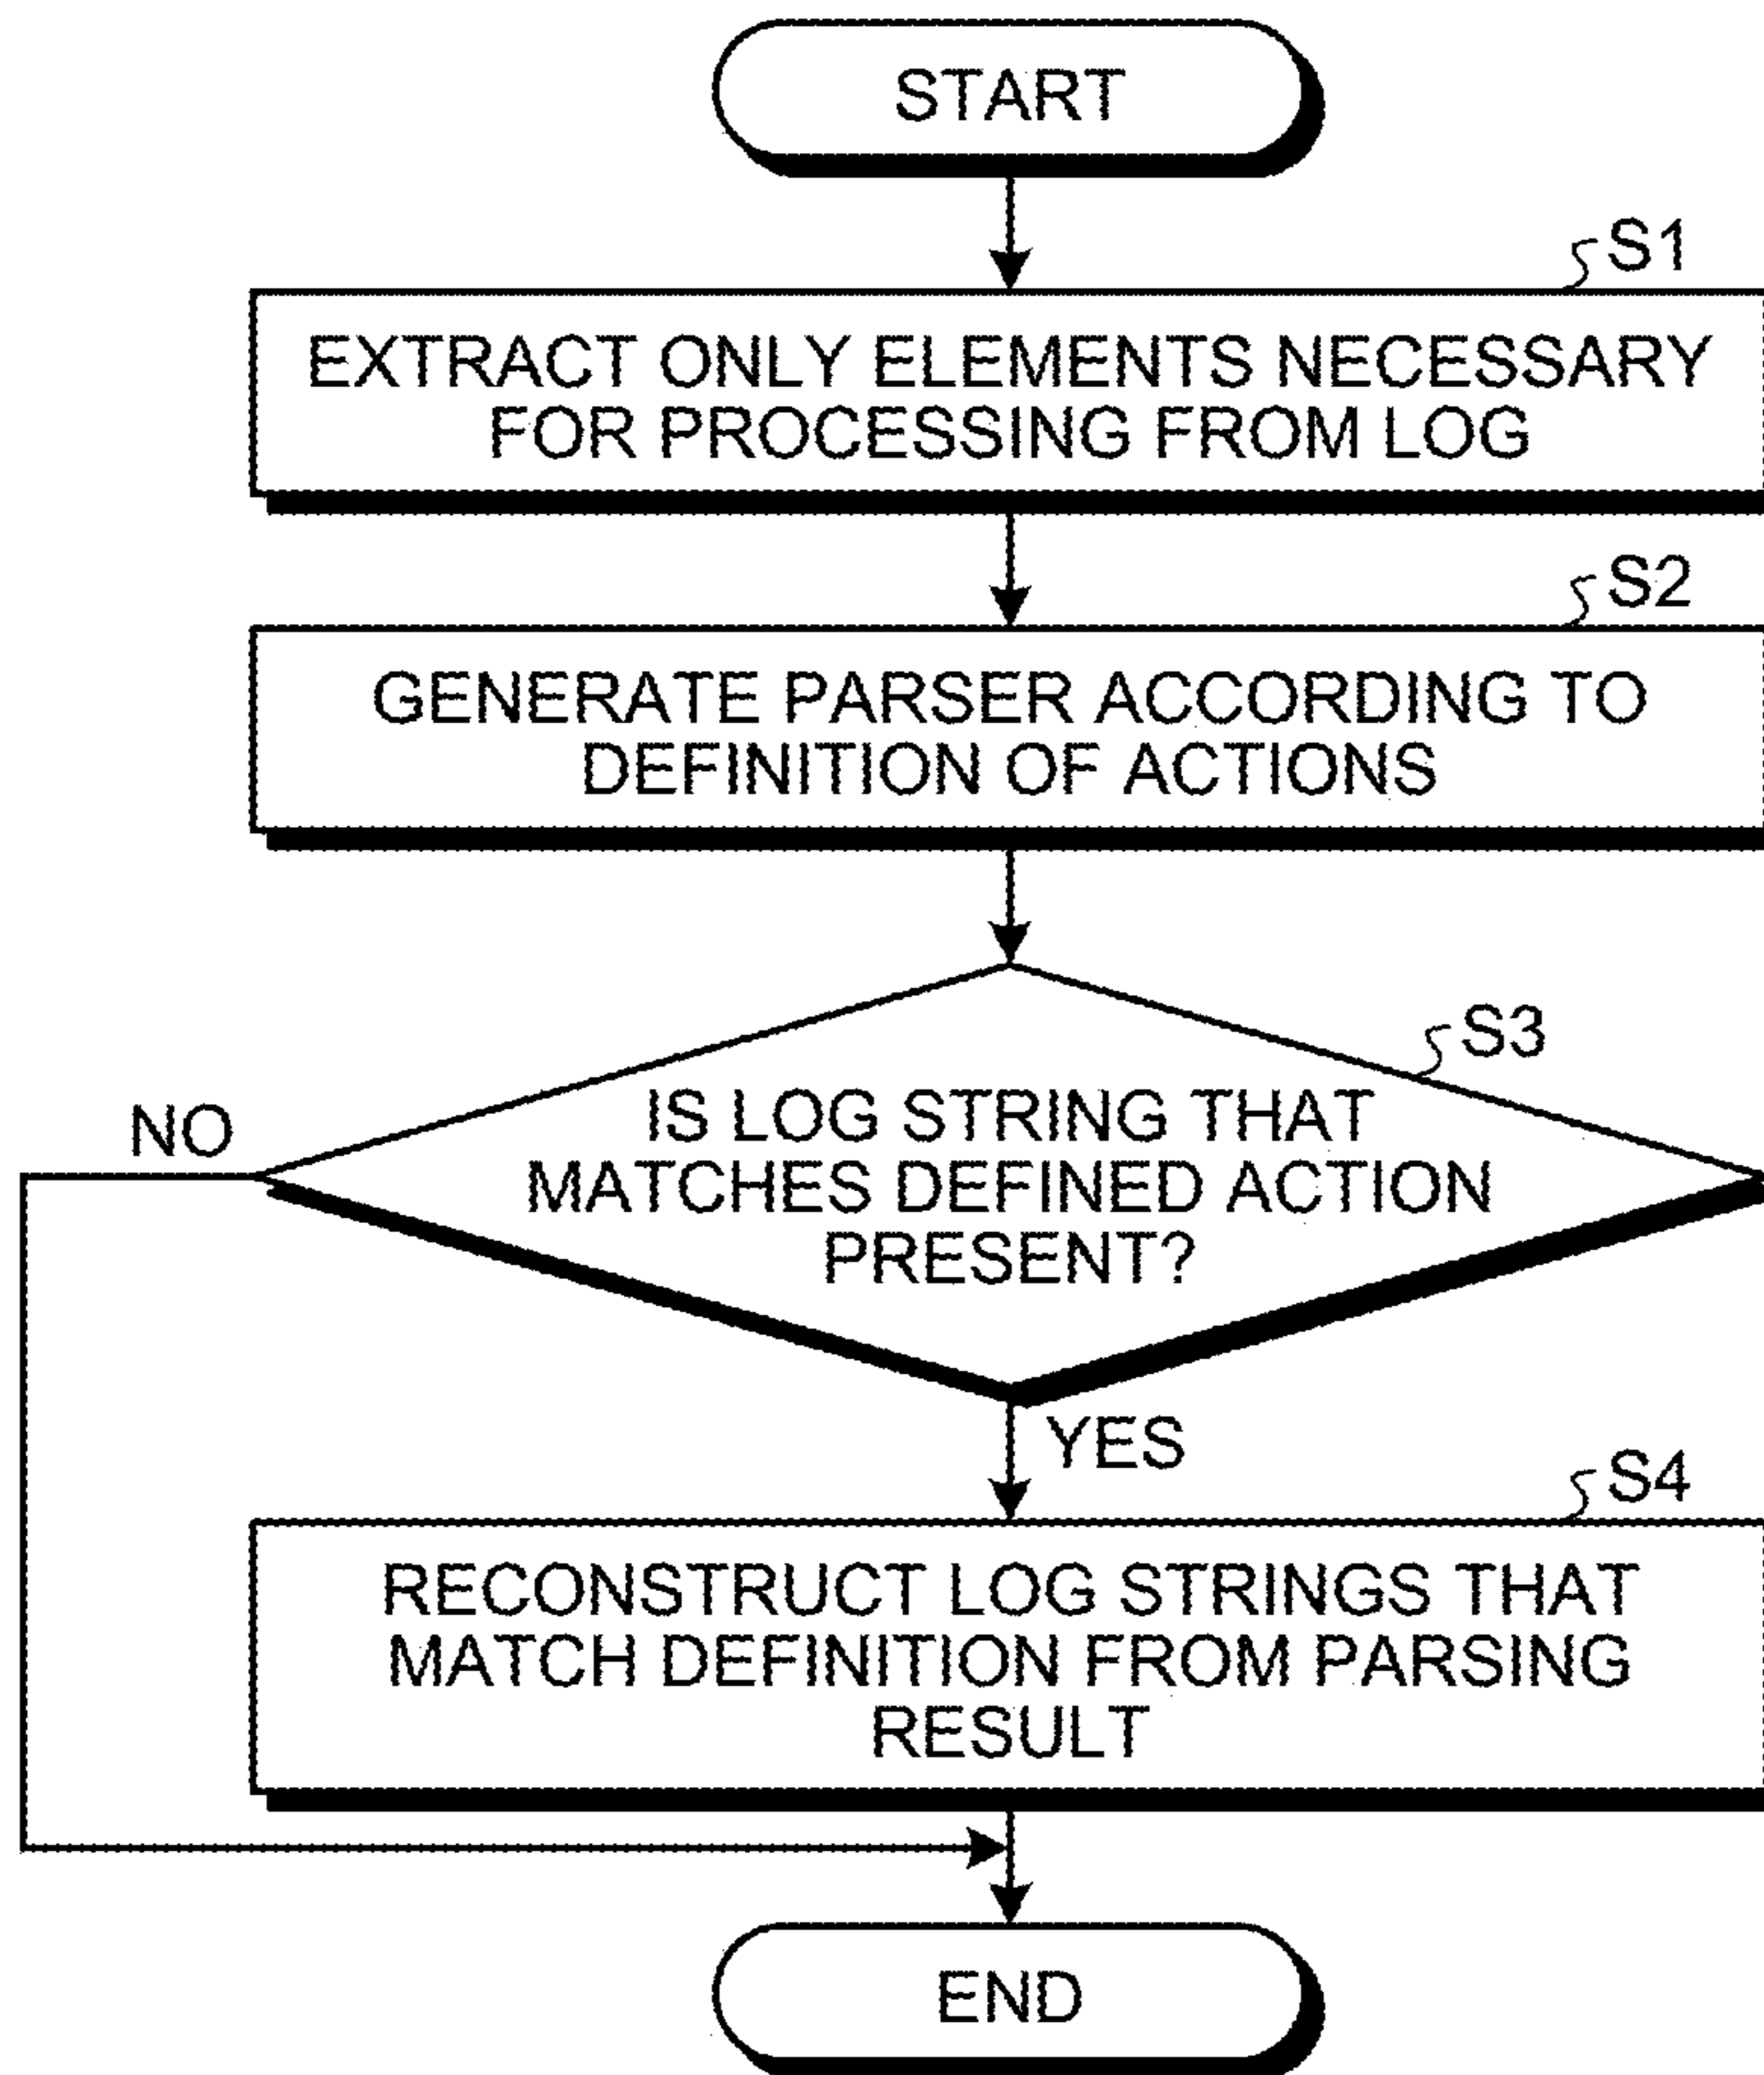 START
S1
EXTRACT ONLY ELEMENTS NECESSARY
FOR PROCESSING FROM LOG
S2
GENERATE PARSER ACCORDING TO
DEFINITION OF ACTIONS
S3
IS LOG STRING THAT
MATCHES DEFINED ACTION
PRESENT?
NO
YES
S4
RECONSTRUCT LOG STRINGS THAT
MATCH DEFINITION FROM PARSING
RESULT
END